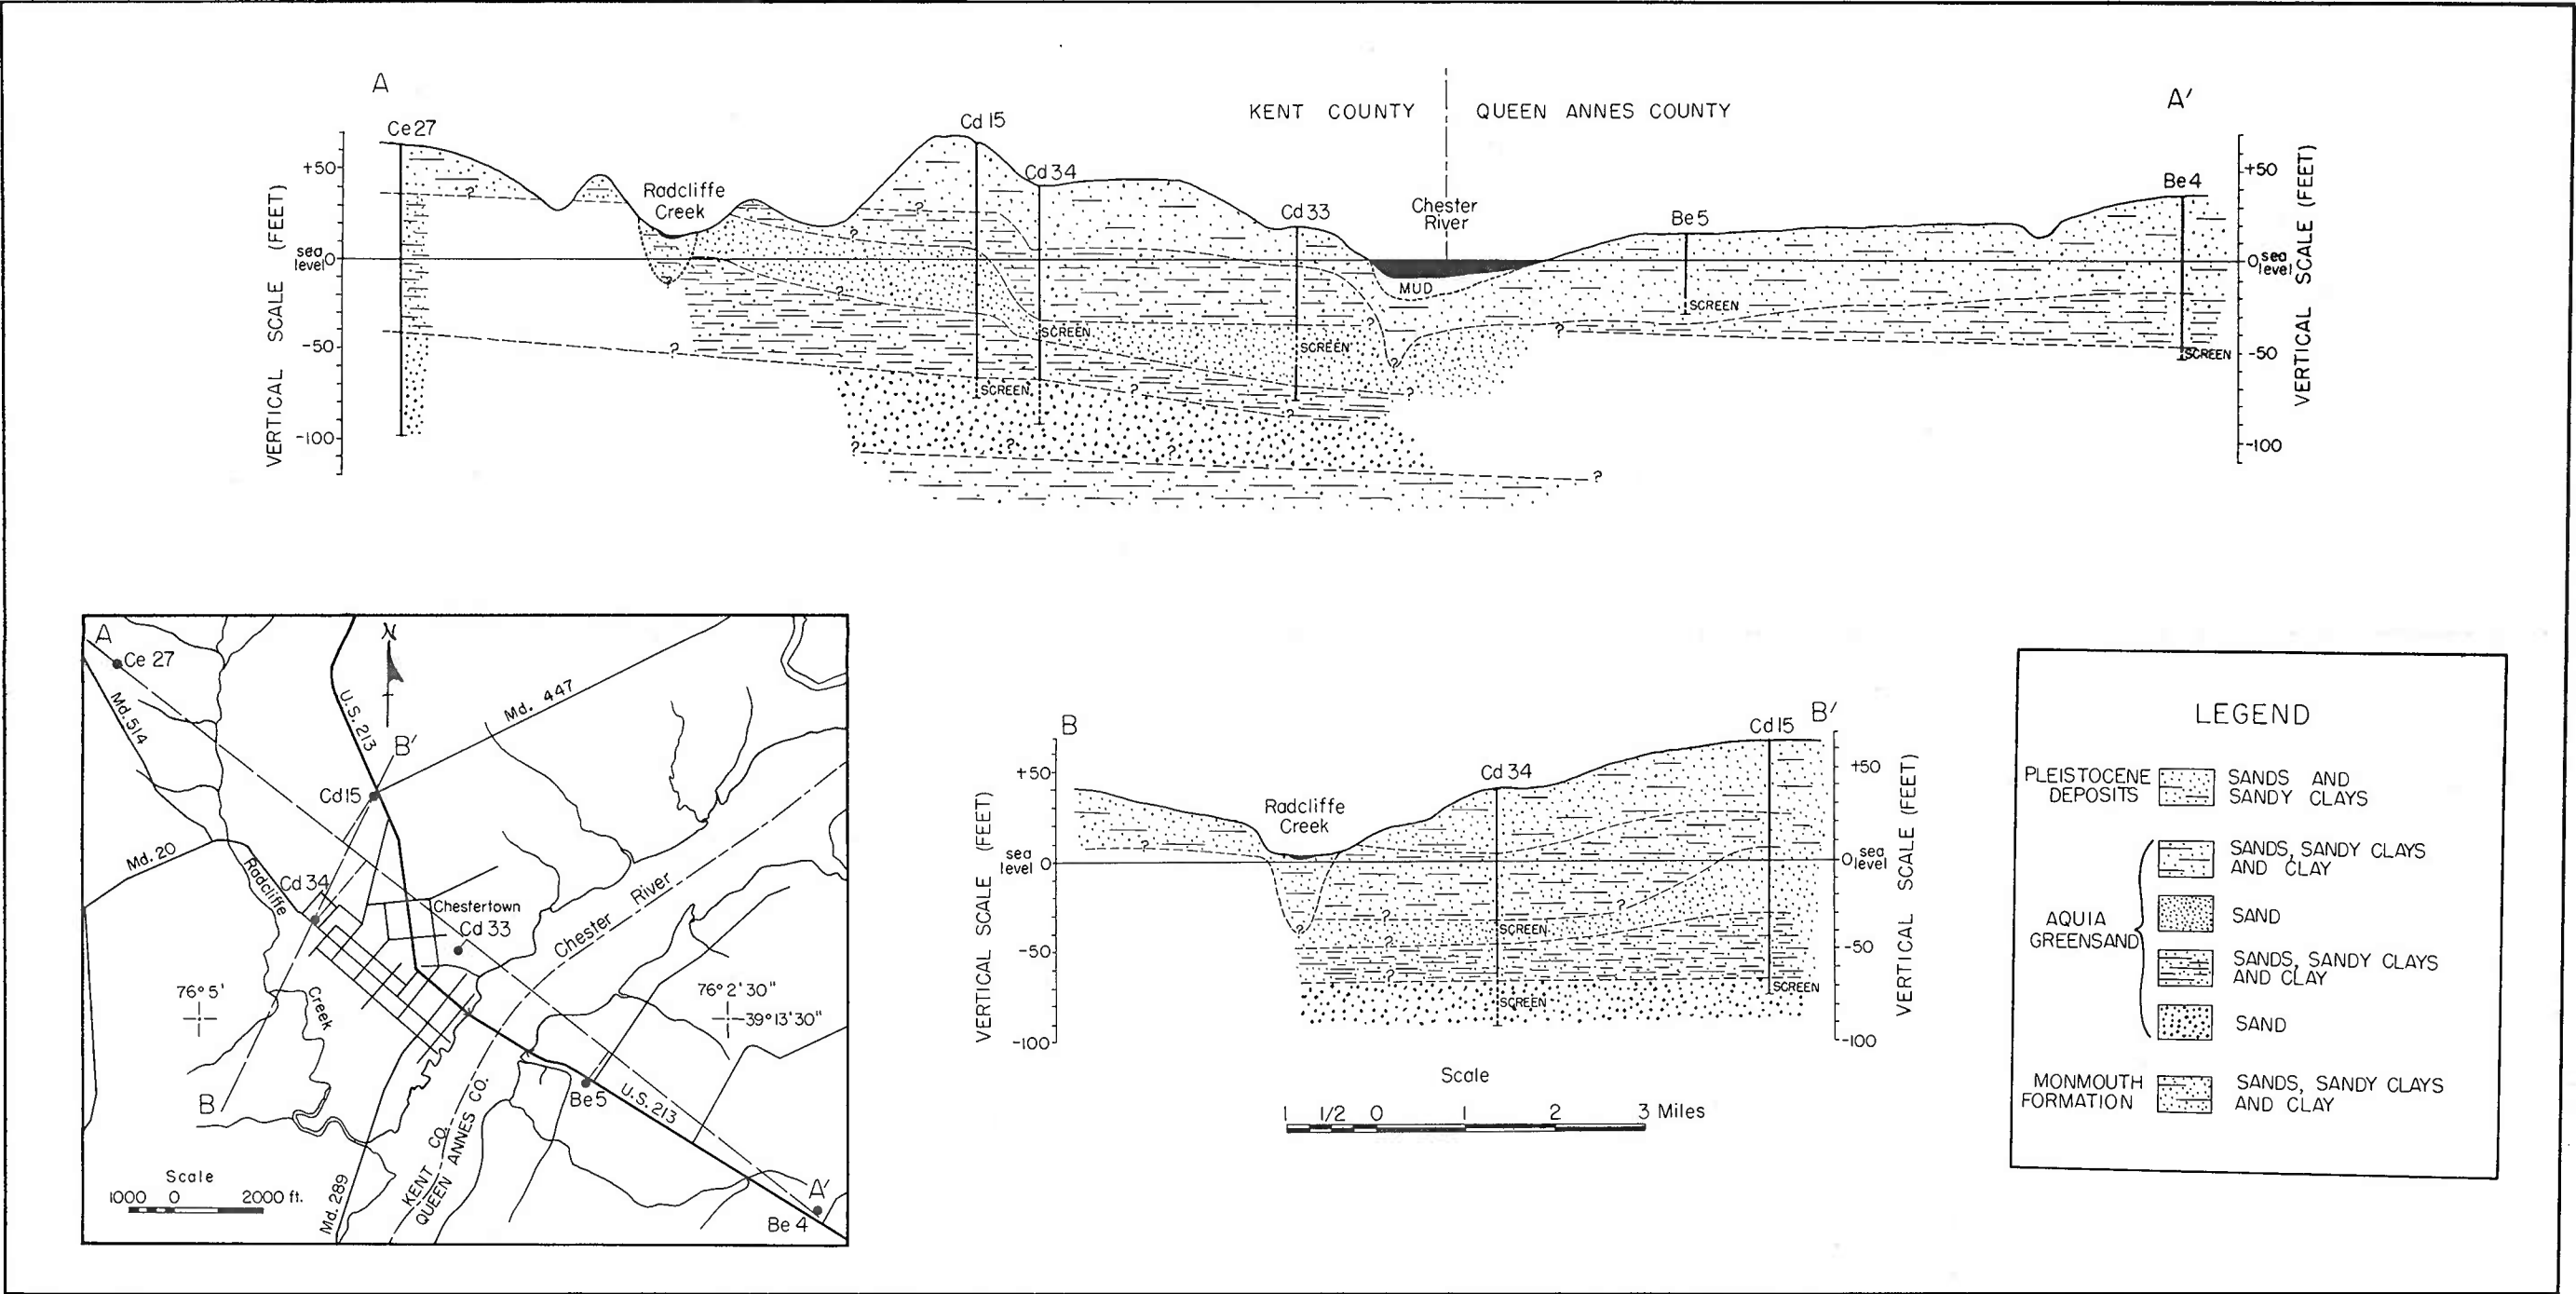 A
A'
KENT COUNTY
QUEEN ANNES COUNTY
Ce 27
Cd 15
Cd 34
Cd 33
Be 5
Be 4
Radcliffe
Creek
Chester
River
MUD
VERTICAL SCALE (FEET)
+50
sea
level
0
-50
-100
VERTICAL SCALE (FEET)
+50
0
sea
level
-50
-100
?
?
?
?
?
?
SCREEN
SCREEN
SCREEN
SCREEN
SCREEN
?
?
?
?
?
?
?
?
?
?
?
A
Ce 27
N
Md. 514
U.S. 213
Md. 447
B'
Cd 15
Md. 20
Radcliffe
Creek
Cd 34
Chestertown
Cd 33
Chester River
76°5'
76°2'30"
39°13'30"
B
Be 5
U.S. 213
KENT CO.
QUEEN ANNES CO.
Md. 289
Scale
1000 0 2000 ft.
A'
Be 4
B
B'
Cd 34
Cd 15
Radcliffe
Creek
VERTICAL SCALE (FEET)
+50
sea
level
0
-50
-100
VERTICAL SCALE (FEET)
+50
0
sea
level
-50
-100
?
?
?
?
?
?
SCREEN
SCREEN
SCREEN
Scale
1 1/2 0 1 2 3 Miles
LEGEND
PLEISTOCENE
DEPOSITS
SANDS AND
SANDY CLAYS
AQUIA
GREENSAND
SANDS, SANDY CLAYS
AND CLAY
SAND
SANDS, SANDY CLAYS
AND CLAY
SAND
MONMOUTH
FORMATION
SANDS, SANDY CLAYS
AND CLAY